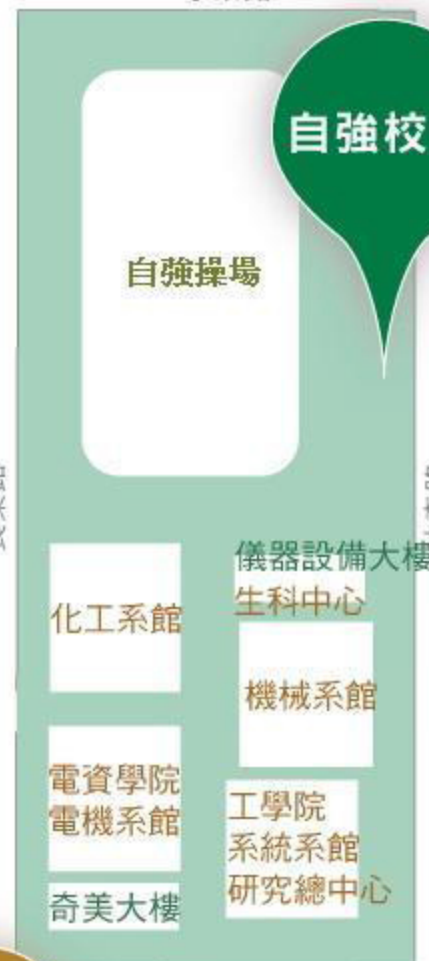 自強校
自強操場
儀器設備大樓
生科中心
化工系館
機械系館
電資學院
電機系館
工學院
系統系館
研究總中心
奇美大樓